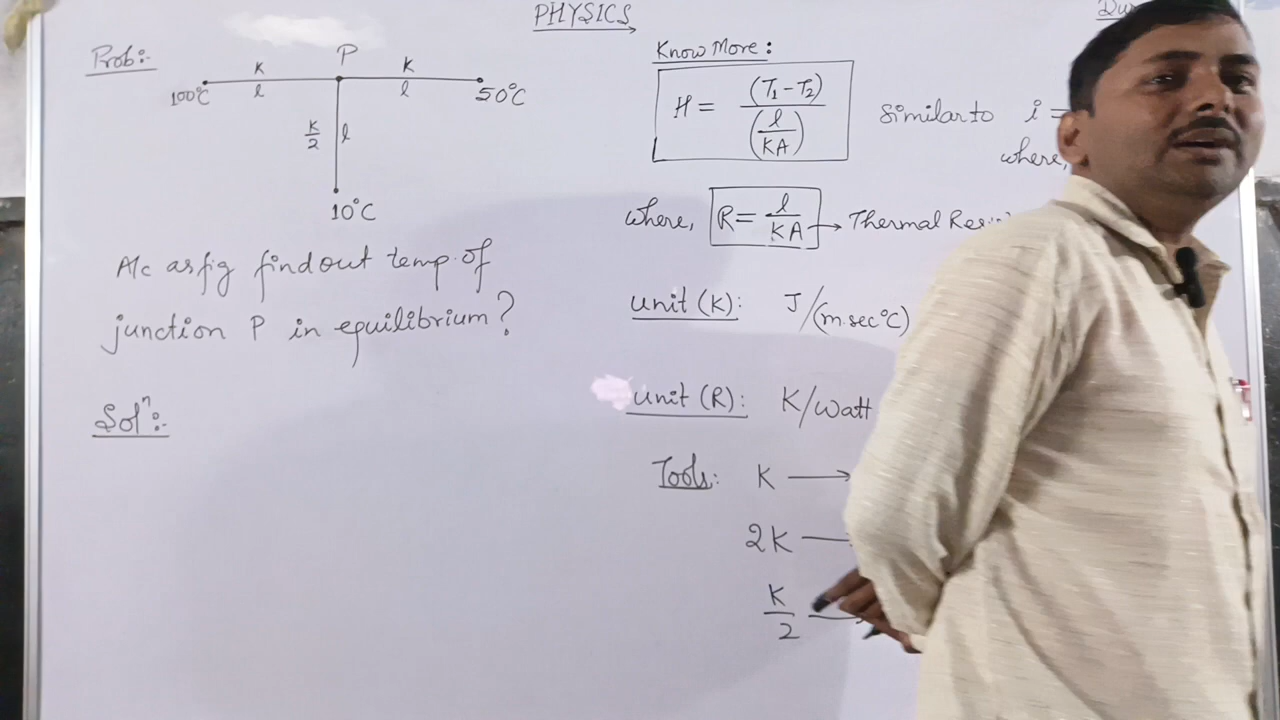 PHYSICS
Prob:-
P
K K
100°C l l 50°C
K/2 l
10°C
A/c as fig find out temp. of
junction P in equilibrium?
Solⁿ:-
Know More:
H = (T₁-T₂)/(l/KA) Similar to i =
where,
where, R = l/KA → Thermal
unit (K): J/(m.sec°C)
unit (R): K/Watt
Tools: K →
2K —
K/2 —